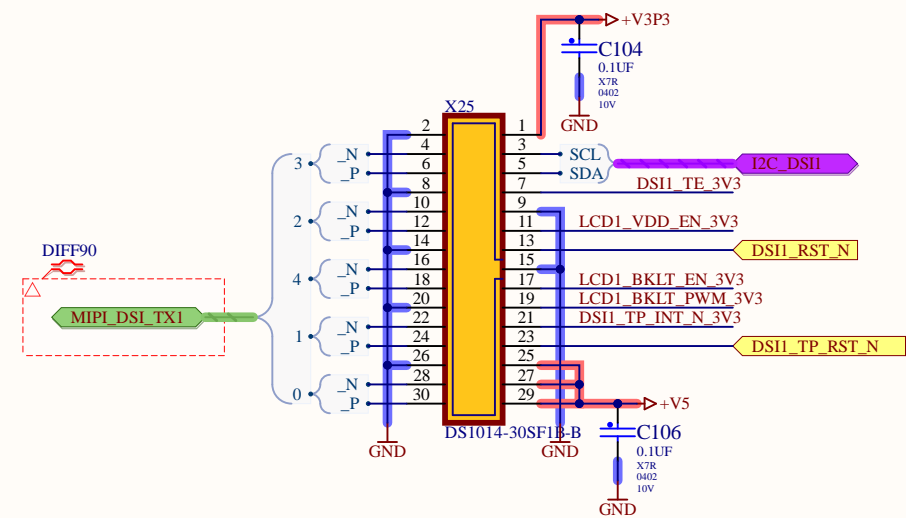 +V3P3
C104
0.1UF
X7R
0402
10V
GND
X25
2 1
4 3
6 5
8 7
10 9
12 11
14 13
16 15
18 17
20 19
22 21
24 23
26 25
28 27
30 29
SCL
SDA
I2C_DSI1
DSI1_TE_3V3
LCD1_VDD_EN_3V3
DSI1_RST_N
LCD1_BKLT_EN_3V3
LCD1_BKLT_PWM_3V3
DSI1_TP_INT_N_3V3
DSI1_TP_RST_N
3 _N
_P
2 _N
_P
4 _N
_P
1 _N
_P
0 _N
_P
DIFF90
MIPI_DSI_TX1
+V5
DS1014-30SF1B-B
GND
GND
C106
0.1UF
X7R
0402
10V
GND